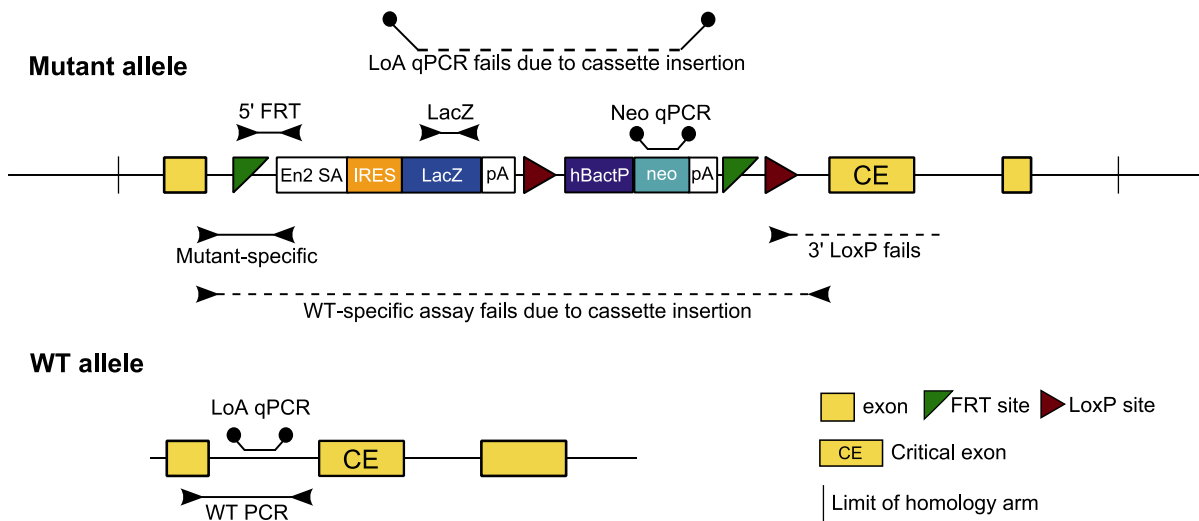 LoA qPCR fails due to cassette insertion
Mutant allele
5' FRT
LacZ
Neo qPCR
En2 SA
IRES
LacZ
pA
hBactP
neo
pA
CE
Mutant-specific
3' LoxP fails
WT-specific assay fails due to cassette insertion
WT allele
LoA qPCR
CE
WT PCR
exon
FRT site
LoxP site
CE
Critical exon
Limit of homology arm